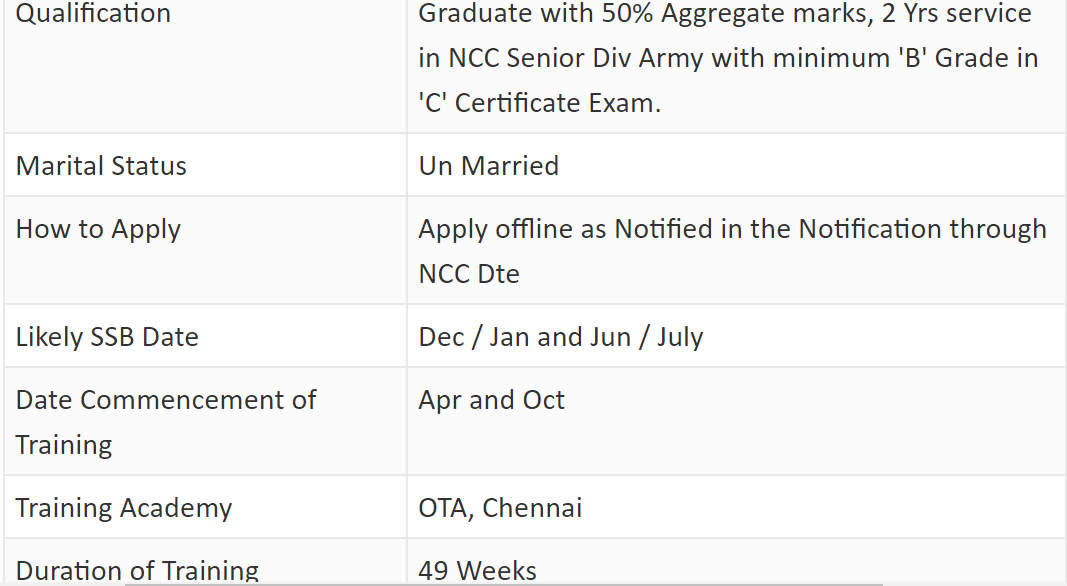 Qualification
Graduate with 50% Aggregate marks, 2 Yrs service
in NCC Senior Div Army with minimum 'B' Grade in
'C' Certificate Exam.
Marital Status
Un Married
How to Apply
Apply offline as Notified in the Notification through
NCC Dte
Likely SSB Date
Dec / Jan and Jun / July
Date Commencement of
Training
Apr and Oct
Training Academy
OTA, Chennai
Duration of Training
49 Weeks